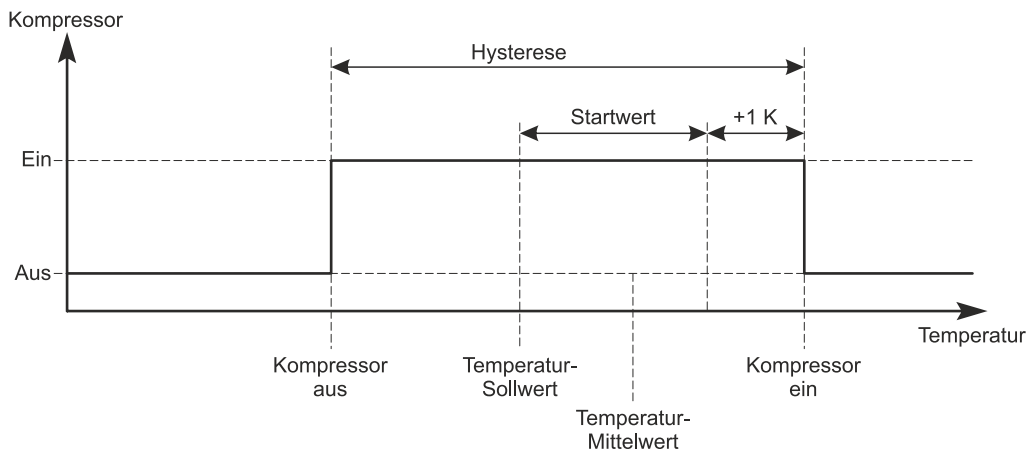 Kompressor
Hysterese
Startwert
+1 K
Ein
Aus
Temperatur
Kompressor
aus
Temperatur-
Sollwert
Kompressor
ein
Temperatur-
Mittelwert